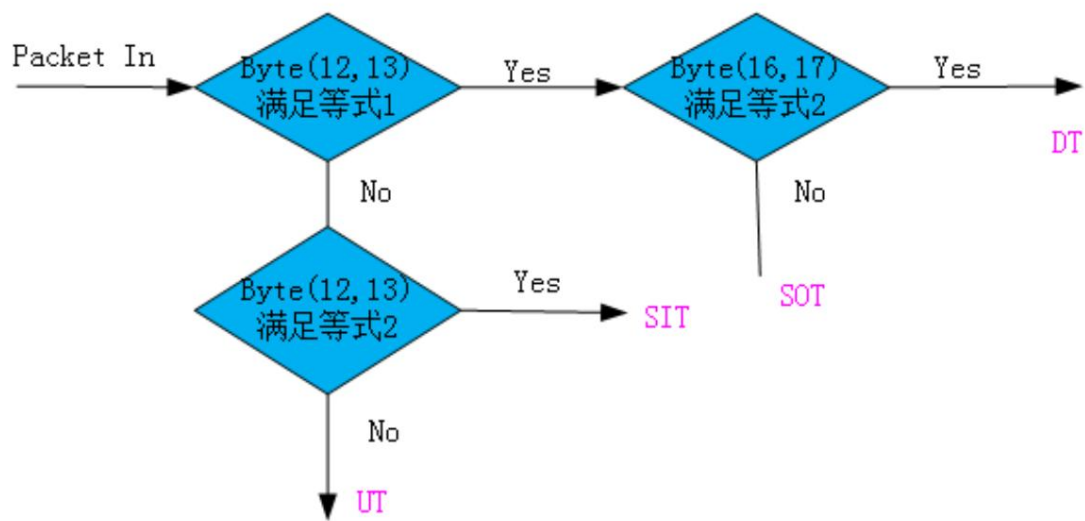 Packet In
Byte(12,13)
满足等式1
Yes
Byte(16,17)
满足等式2
Yes
DT
No
No
SOT
Byte(12,13)
满足等式2
Yes
SIT
No
UT